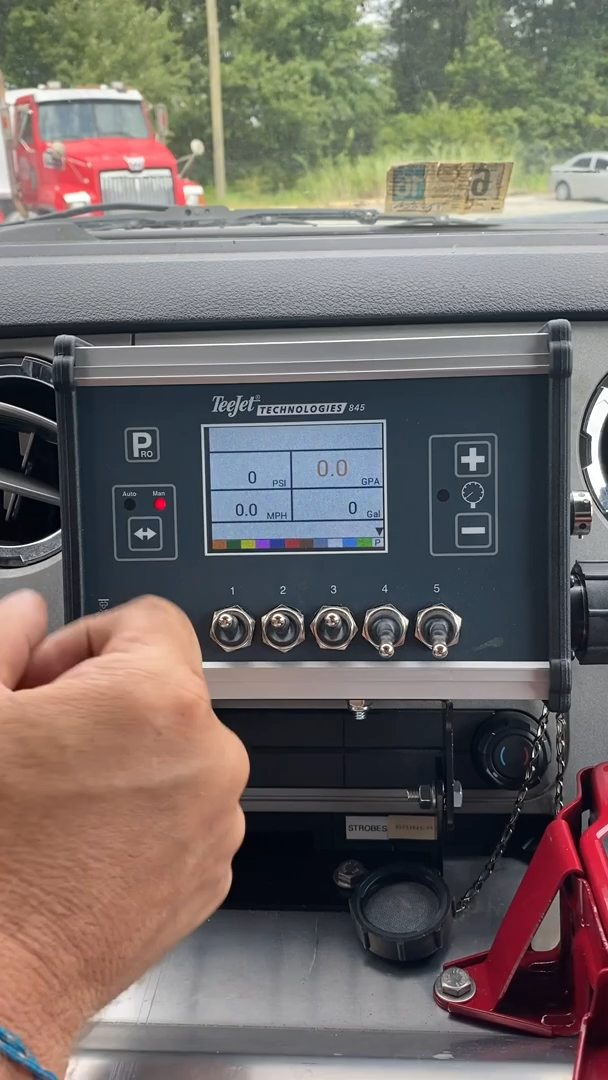 TeeJet® TECHNOLOGIES 845
PRO
Auto Man
0 PSI
0.0 GPA
0.0 MPH
0 Gal
P
1 2 3 4 5
STROBES